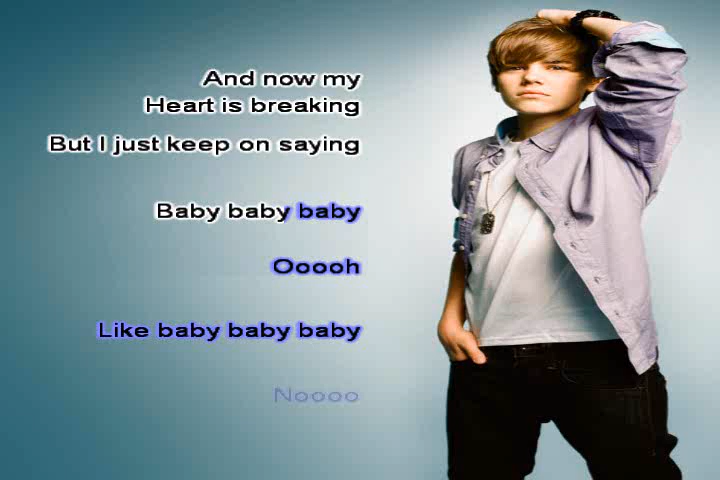 And now my
Heart is breaking
But I just keep on saying
Baby baby baby
Ooooh
Like baby baby baby
Noooo